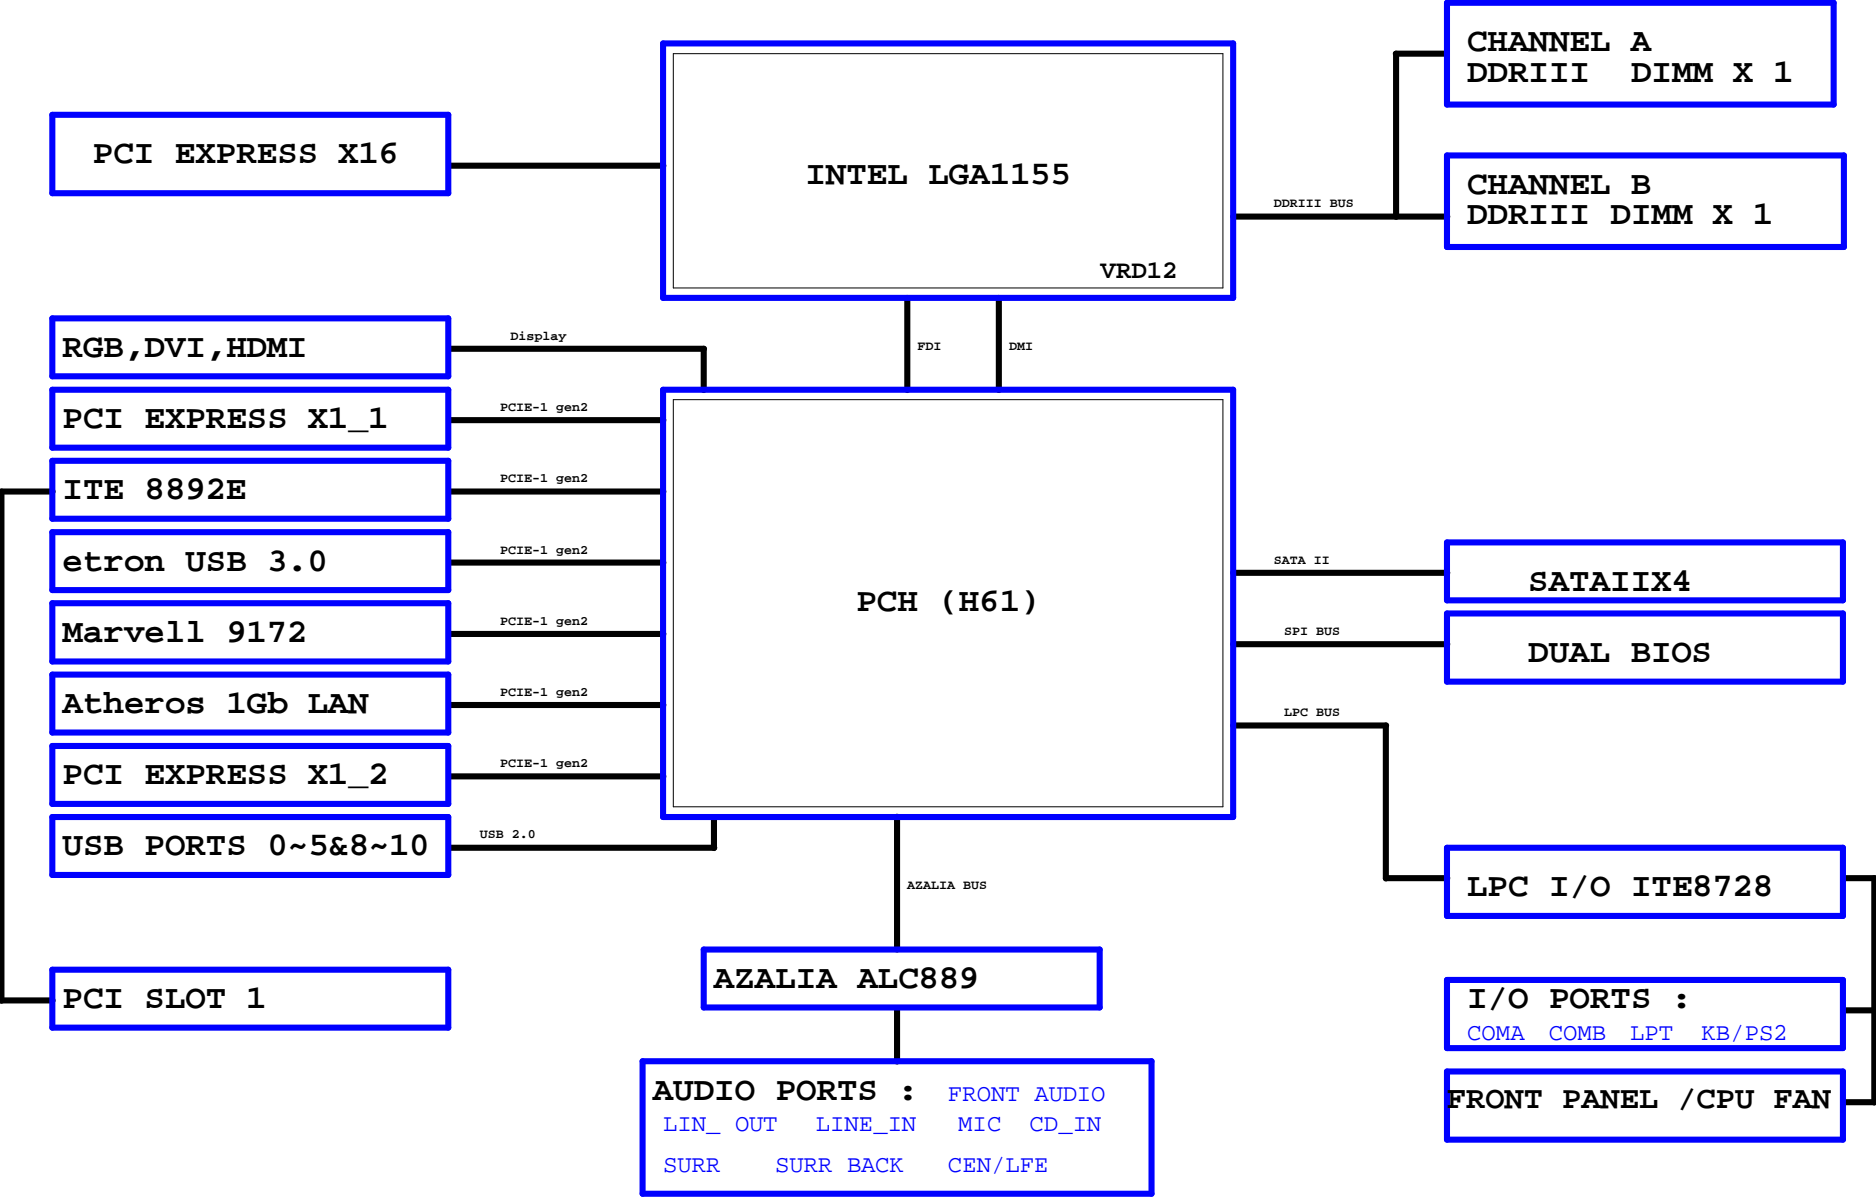 CHANNEL A
DDRIII DIMM X 1
PCI EXPRESS X16
INTEL LGA1155
CHANNEL B
DDRIII DIMM X 1
DDRIII BUS
VRD12
RGB,DVI,HDMI
Display
FDI
DMI
PCI EXPRESS X1_1
PCIE-1 gen2
ITE 8892E
PCIE-1 gen2
etron USB 3.0
PCIE-1 gen2
PCH (H61)
SATA II
SATAIIX4
Marvell 9172
PCIE-1 gen2
SPI BUS
DUAL BIOS
Atheros 1Gb LAN
PCIE-1 gen2
LPC BUS
PCI EXPRESS X1_2
PCIE-1 gen2
USB PORTS 0~5&8~10
USB 2.0
AZALIA BUS
LPC I/O ITE8728
AZALIA ALC889
PCI SLOT 1
I/O PORTS :
COMA COMB LPT KB/PS2
AUDIO PORTS : FRONT AUDIO
LIN_ OUT LINE_IN MIC CD_IN
SURR SURR BACK CEN/LFE
FRONT PANEL /CPU FAN